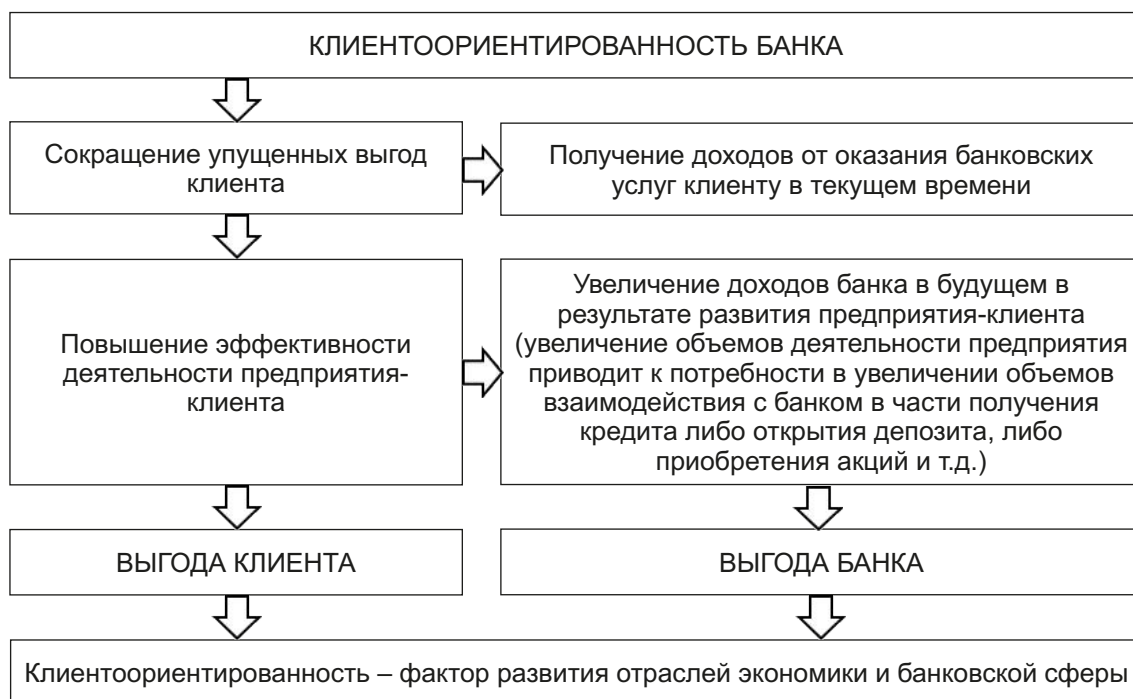 КЛИЕНТООРИЕНТИРОВАННОСТЬ БАНКА
Сокращение упущенных выгод
клиента
Получение доходов от оказания банковских
услуг клиенту в текущем времени
Повышение эффективности
деятельности предприятия-
клиента
Увеличение доходов банка в будущем в
результате развития предприятия-клиента
(увеличение объемов деятельности предприятия
приводит к потребности в увеличении объемов
взаимодействия с банком в части получения
кредита либо открытия депозита, либо
приобретения акций и т.д.)
ВЫГОДА КЛИЕНТА
ВЫГОДА БАНКА
Клиентоориентированность – фактор развития отраслей экономики и банковской сферы